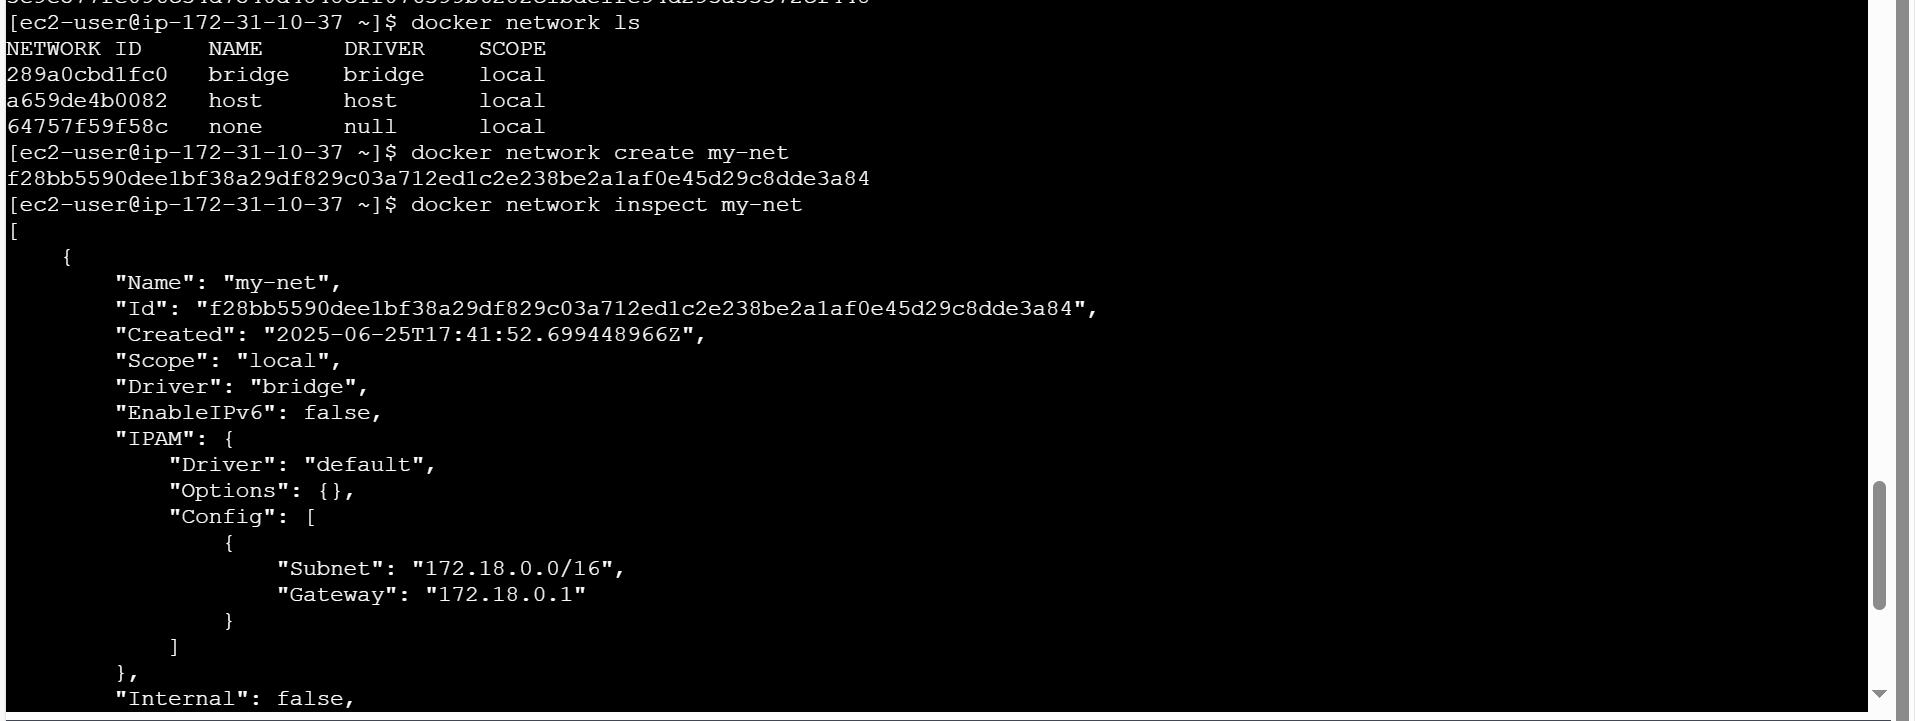 [ec2-user@ip-172-31-10-37 ~]$ docker network ls
NETWORK ID     NAME      DRIVER    SCOPE
289a0cbd1fc0   bridge    bridge    local
a659de4b0082   host      host      local
64757f59f58c   none      null      local
[ec2-user@ip-172-31-10-37 ~]$ docker network create my-net
f28bb5590dee1bf38a29df829c03a712ed1c2e238be2a1af0e45d29c8dde3a84
[ec2-user@ip-172-31-10-37 ~]$ docker network inspect my-net
[
    {
        "Name": "my-net",
        "Id": "f28bb5590dee1bf38a29df829c03a712ed1c2e238be2a1af0e45d29c8dde3a84",
        "Created": "2025-06-25T17:41:52.699448966Z",
        "Scope": "local",
        "Driver": "bridge",
        "EnableIPv6": false,
        "IPAM": {
            "Driver": "default",
            "Options": {},
            "Config": [
                {
                    "Subnet": "172.18.0.0/16",
                    "Gateway": "172.18.0.1"
                }
            ]
        },
        "Internal": false,